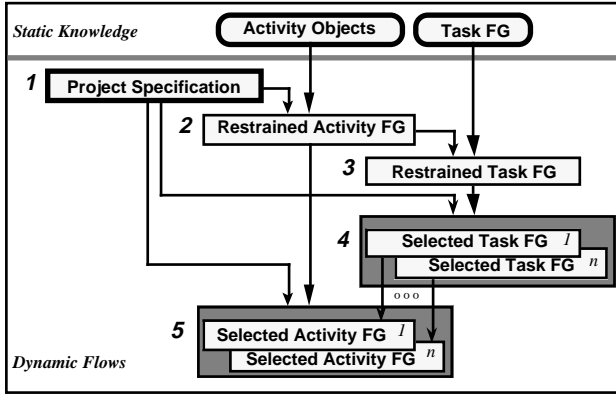 Static Knowledge
Activity Objects
Task FG
1
Project Specification
2
Restrained Activity FG
3
Restrained Task FG
4
Selected Task FG 1
Selected Task FG n
o o o
5
Selected Activity FG 1
Selected Activity FG n
Dynamic Flows